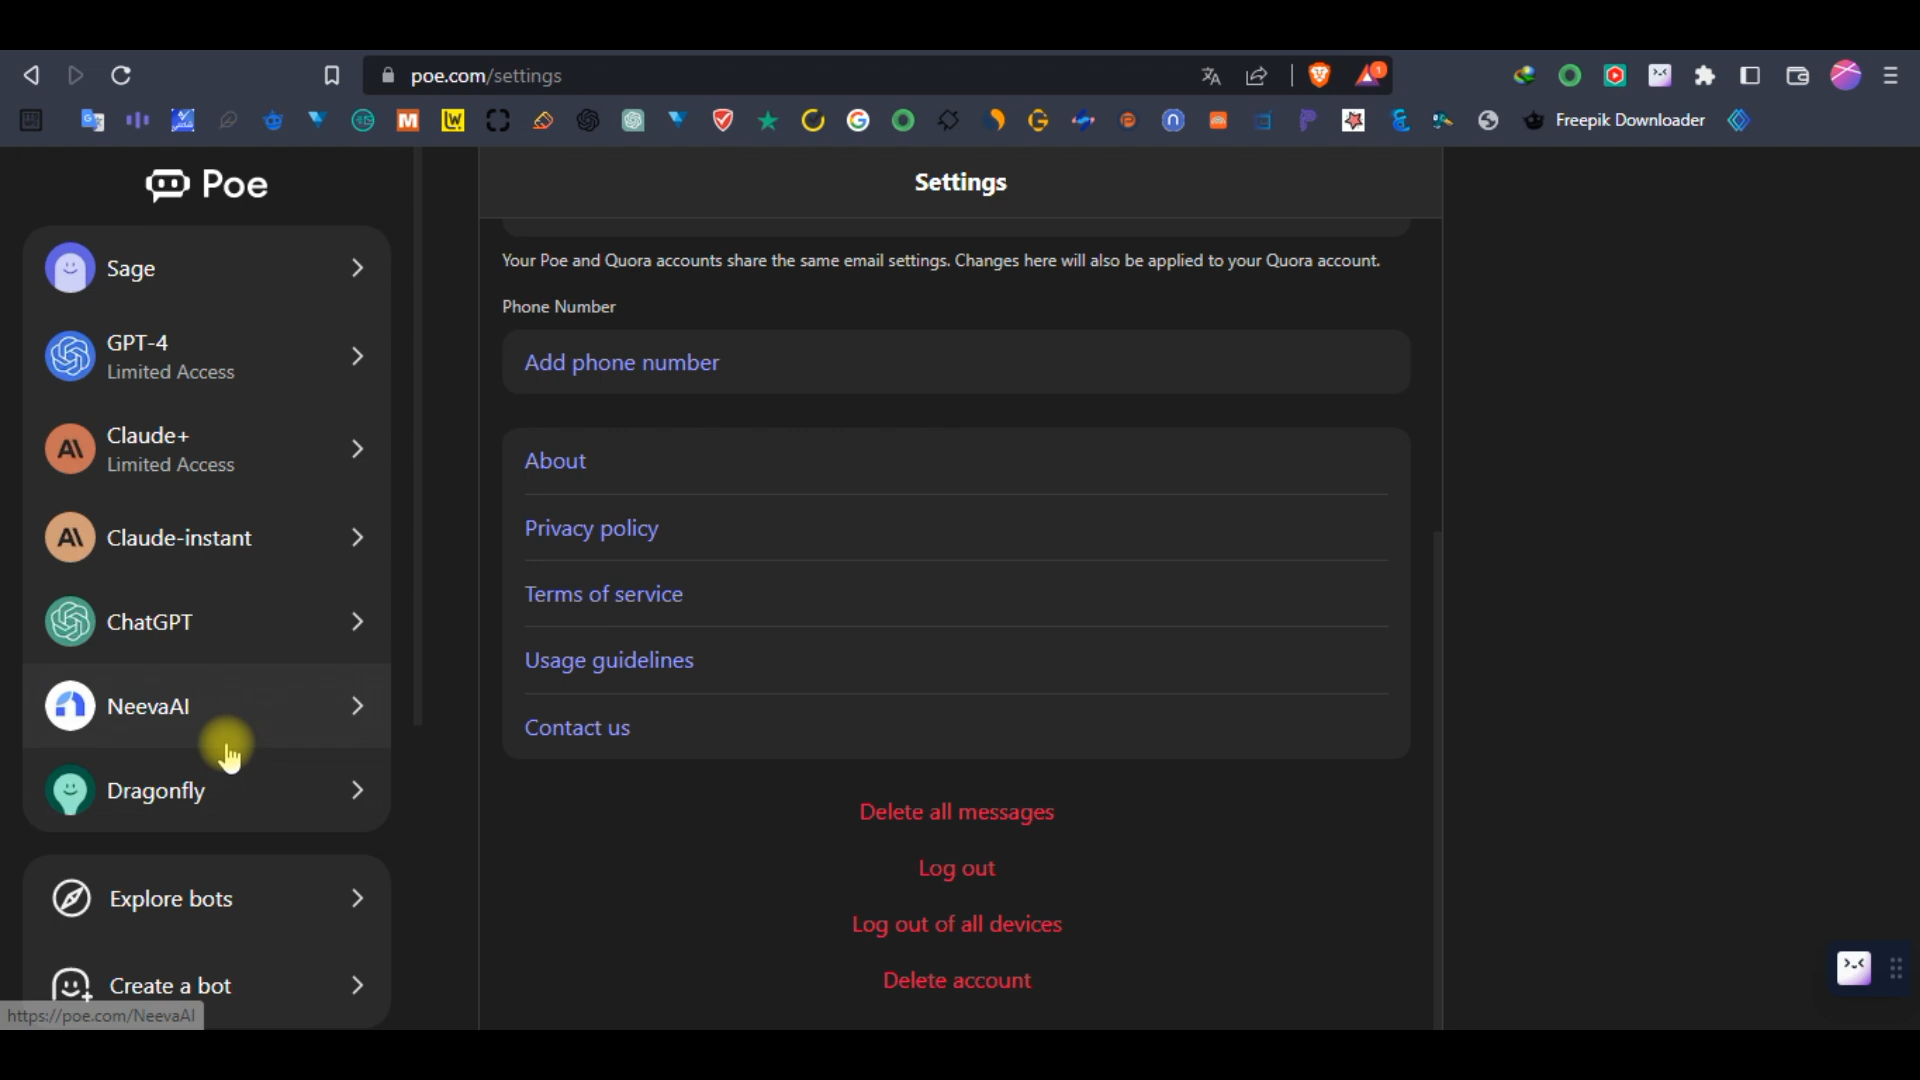 poe.com/settings
1
Freepik Downloader
Poe
Sage
GPT-4
Limited Access
Claude+
Limited Access
Claude-instant
ChatGPT
NeevaAI
Dragonfly
Explore bots
Create a bot
https://poe.com/NeevaAI
Settings
Your Poe and Quora accounts share the same email settings. Changes here will also be applied to your Quora account.
Phone Number
Add phone number
About
Privacy policy
Terms of service
Usage guidelines
Contact us
Delete all messages
Log out
Log out of all devices
Delete account